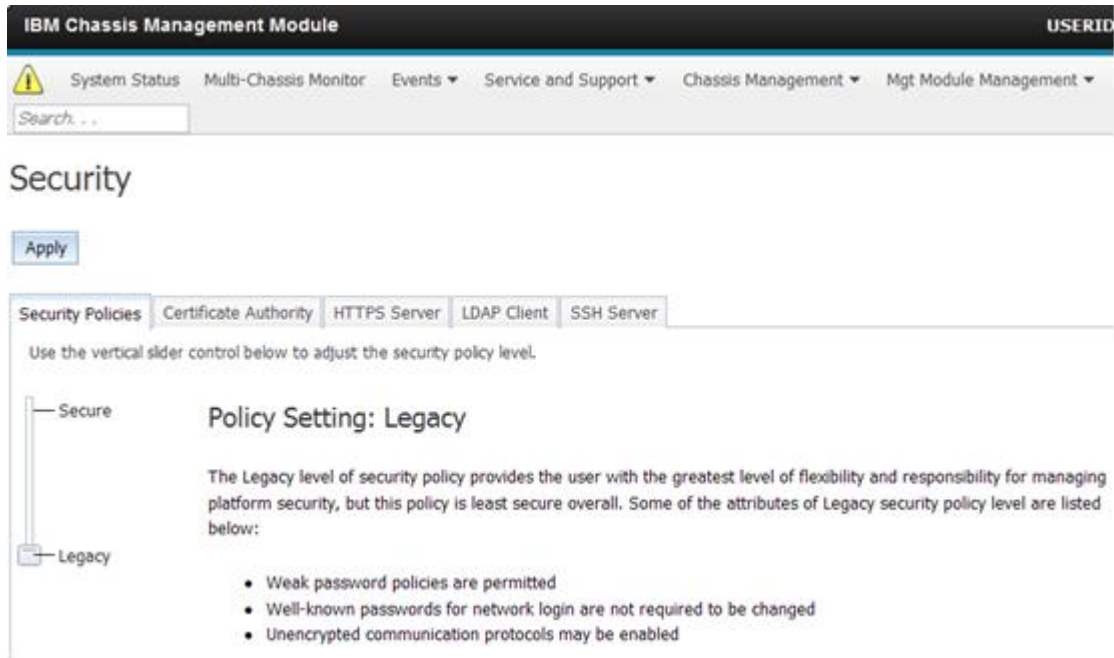 IBM Chassis Management Module USERID
System Status Multi-Chassis Monitor Events Service and Support Chassis Management Mgt Module Management
Search. . .
Security
Apply
Security Policies Certificate Authority HTTPS Server LDAP Client SSH Server
Use the vertical slider control below to adjust the security policy level.
Secure
Legacy
Policy Setting: Legacy
The Legacy level of security policy provides the user with the greatest level of flexibility and responsibility for managing
platform security, but this policy is least secure overall. Some of the attributes of Legacy security policy level are listed
below:
• Weak password policies are permitted
• Well-known passwords for network login are not required to be changed
• Unencrypted communication protocols may be enabled